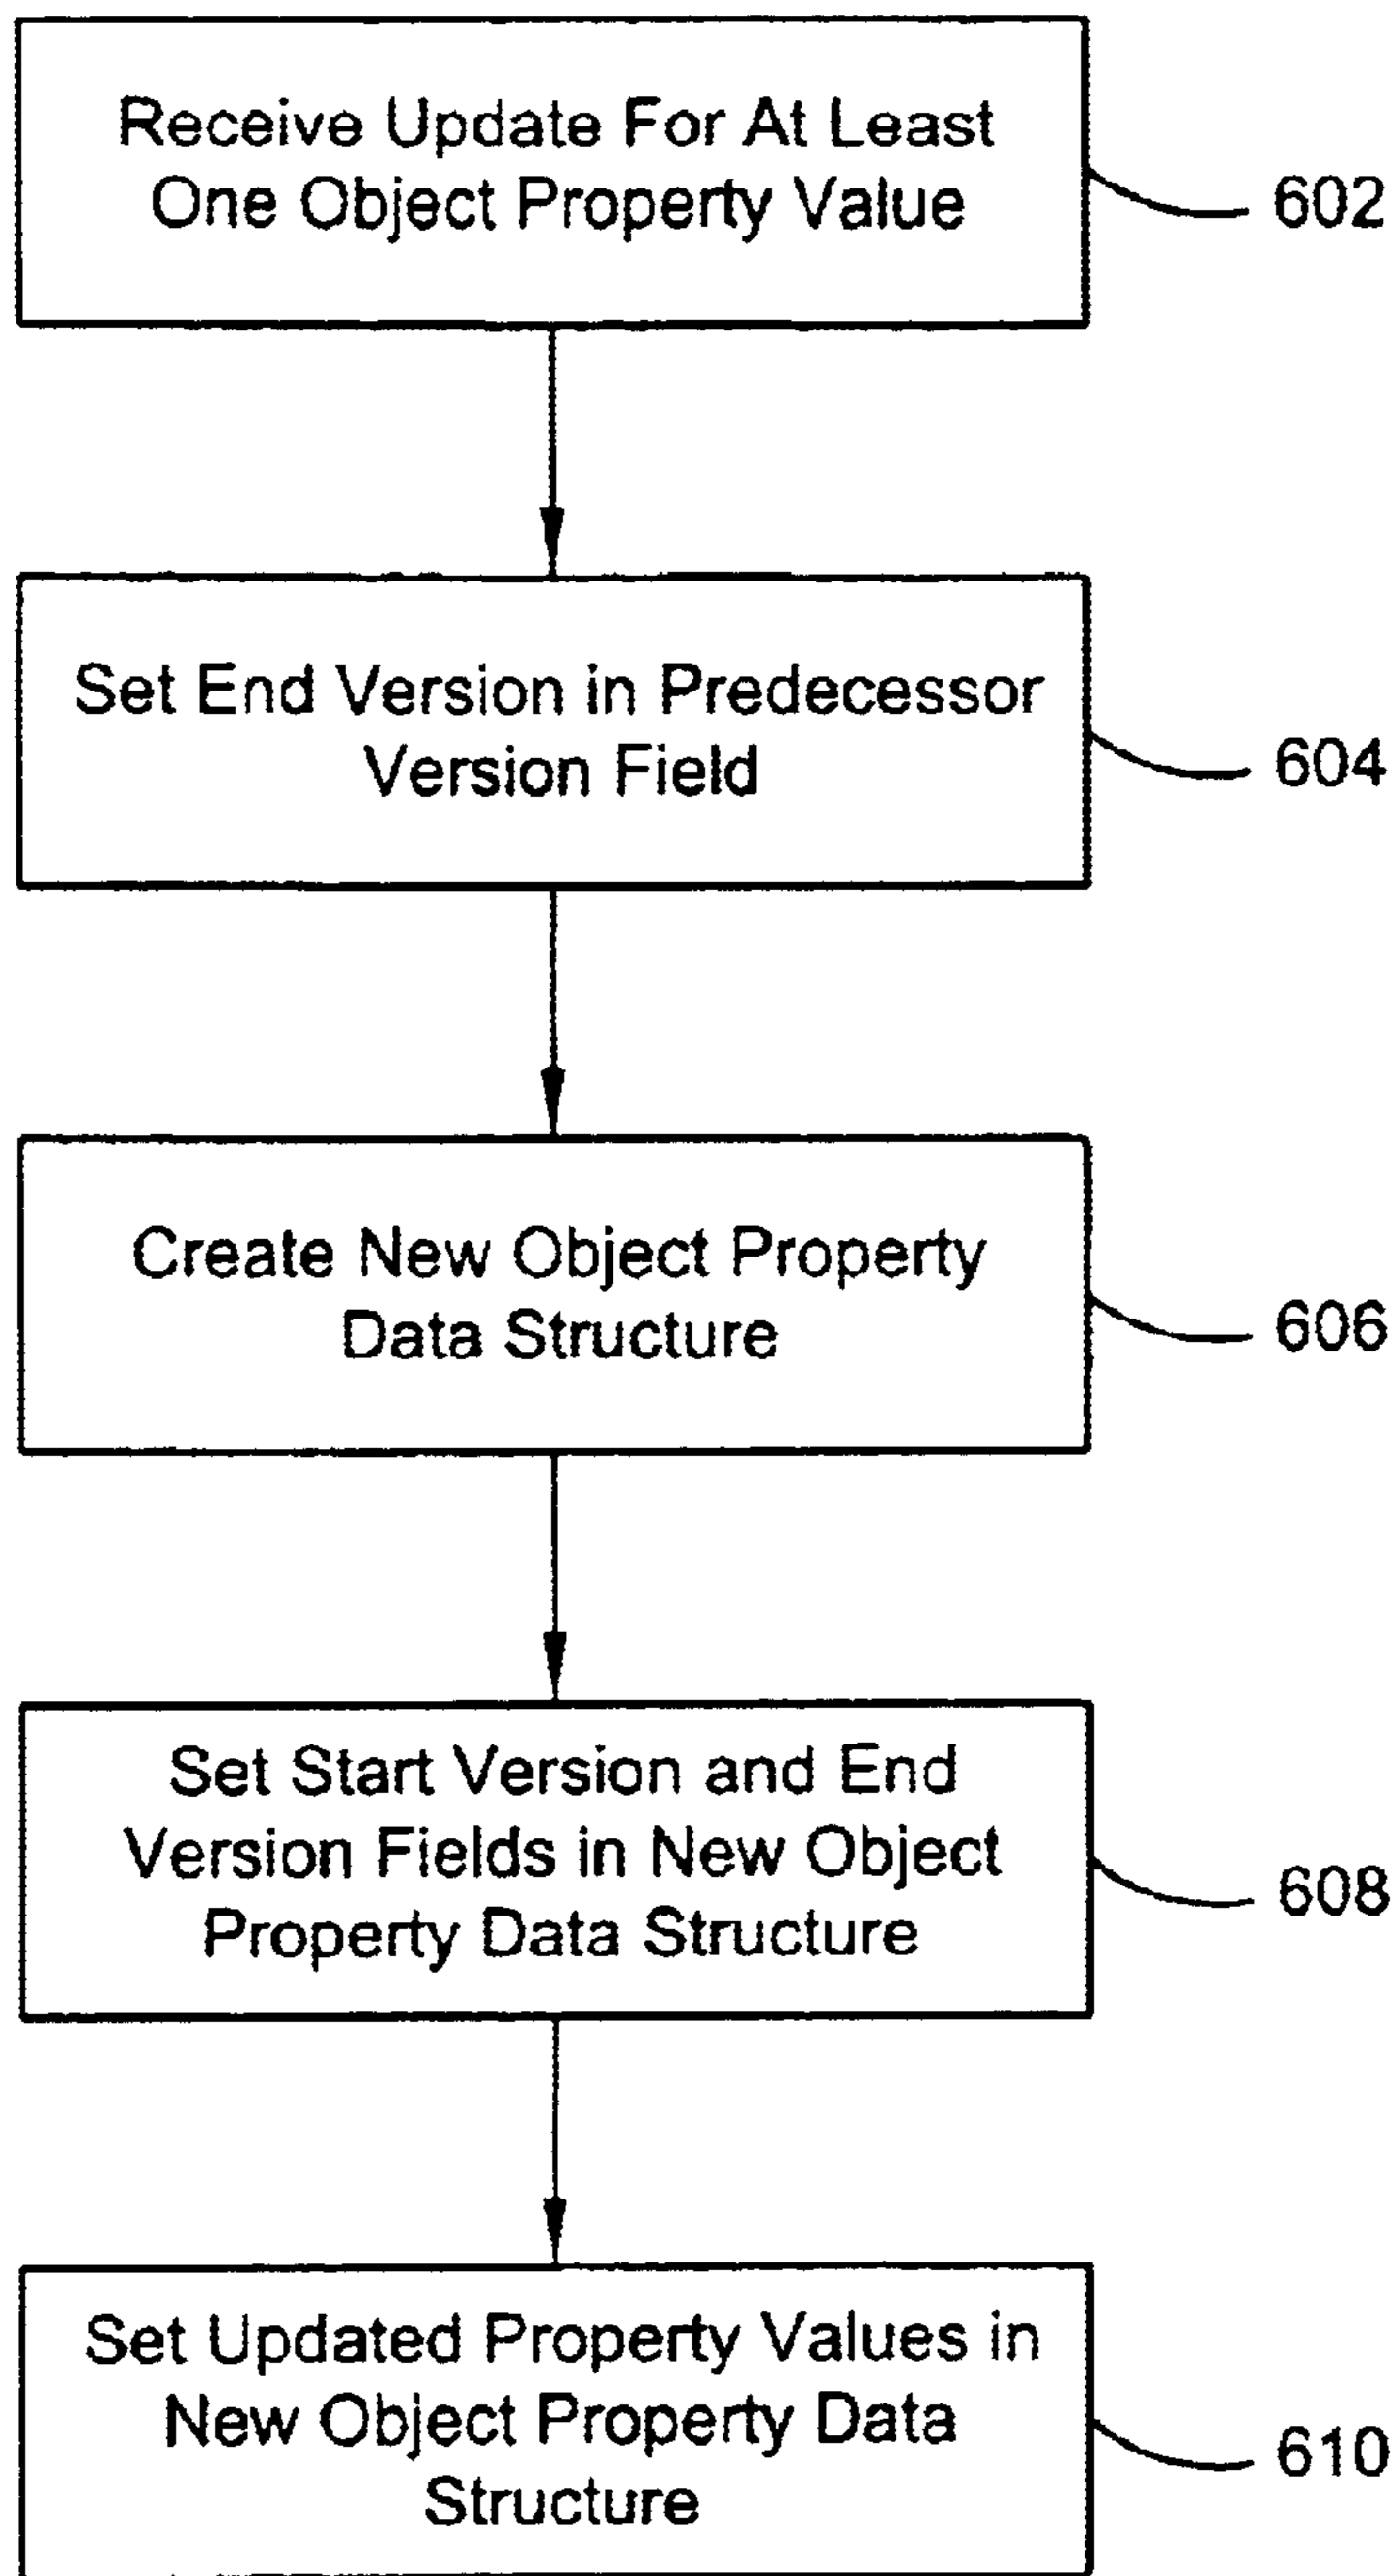 Receive Update For At Least
One Object Property Value
602
Set End Version in Predecessor
Version Field
604
Create New Object Property
Data Structure
606
Set Start Version and End
Version Fields in New Object
Property Data Structure
608
Set Updated Property Values in
New Object Property Data
Structure
610